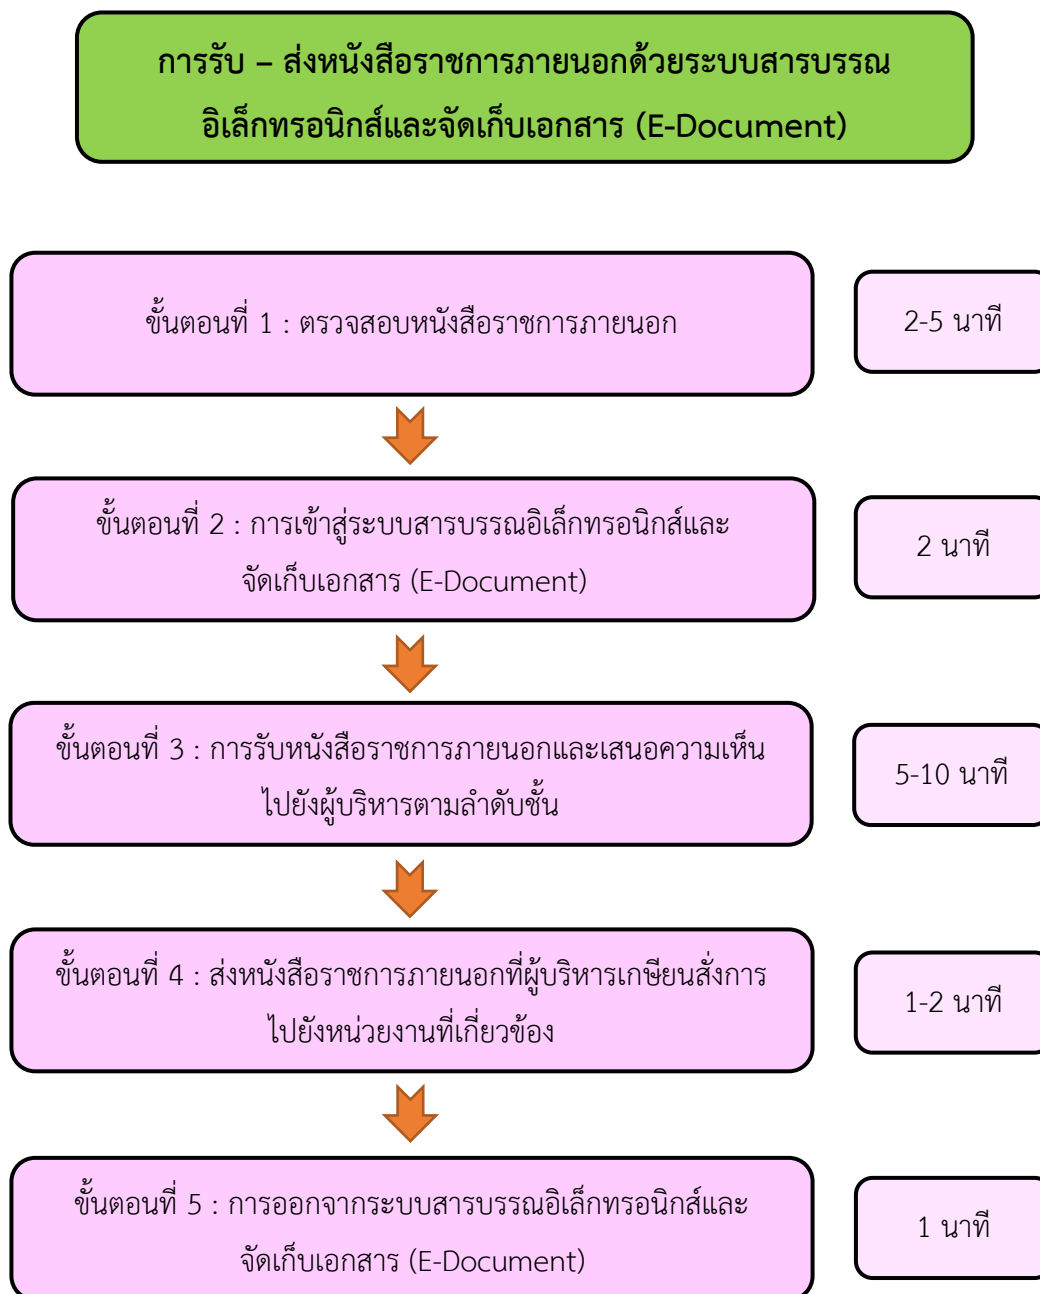 การรับ – ส่งหนังสือราชการภายนอกด้วยระบบสารบรรณ
อิเล็กทรอนิกส์และจัดเก็บเอกสาร (E-Document)
ขั้นตอนที่ 1 : ตรวจสอบหนังสือราชการภายนอก
2-5 นาที
ขั้นตอนที่ 2 : การเข้าสู่ระบบสารบรรณอิเล็กทรอนิกส์และ
จัดเก็บเอกสาร (E-Document)
2 นาที
ขั้นตอนที่ 3 : การรับหนังสือราชการภายนอกและเสนอความเห็น
ไปยังผู้บริหารตามลำดับชั้น
5-10 นาที
ขั้นตอนที่ 4 : ส่งหนังสือราชการภายนอกที่ผู้บริหารเกษียนสั่งการ
ไปยังหน่วยงานที่เกี่ยวข้อง
1-2 นาที
ขั้นตอนที่ 5 : การออกจากระบบสารบรรณอิเล็กทรอนิกส์และ
จัดเก็บเอกสาร (E-Document)
1 นาที